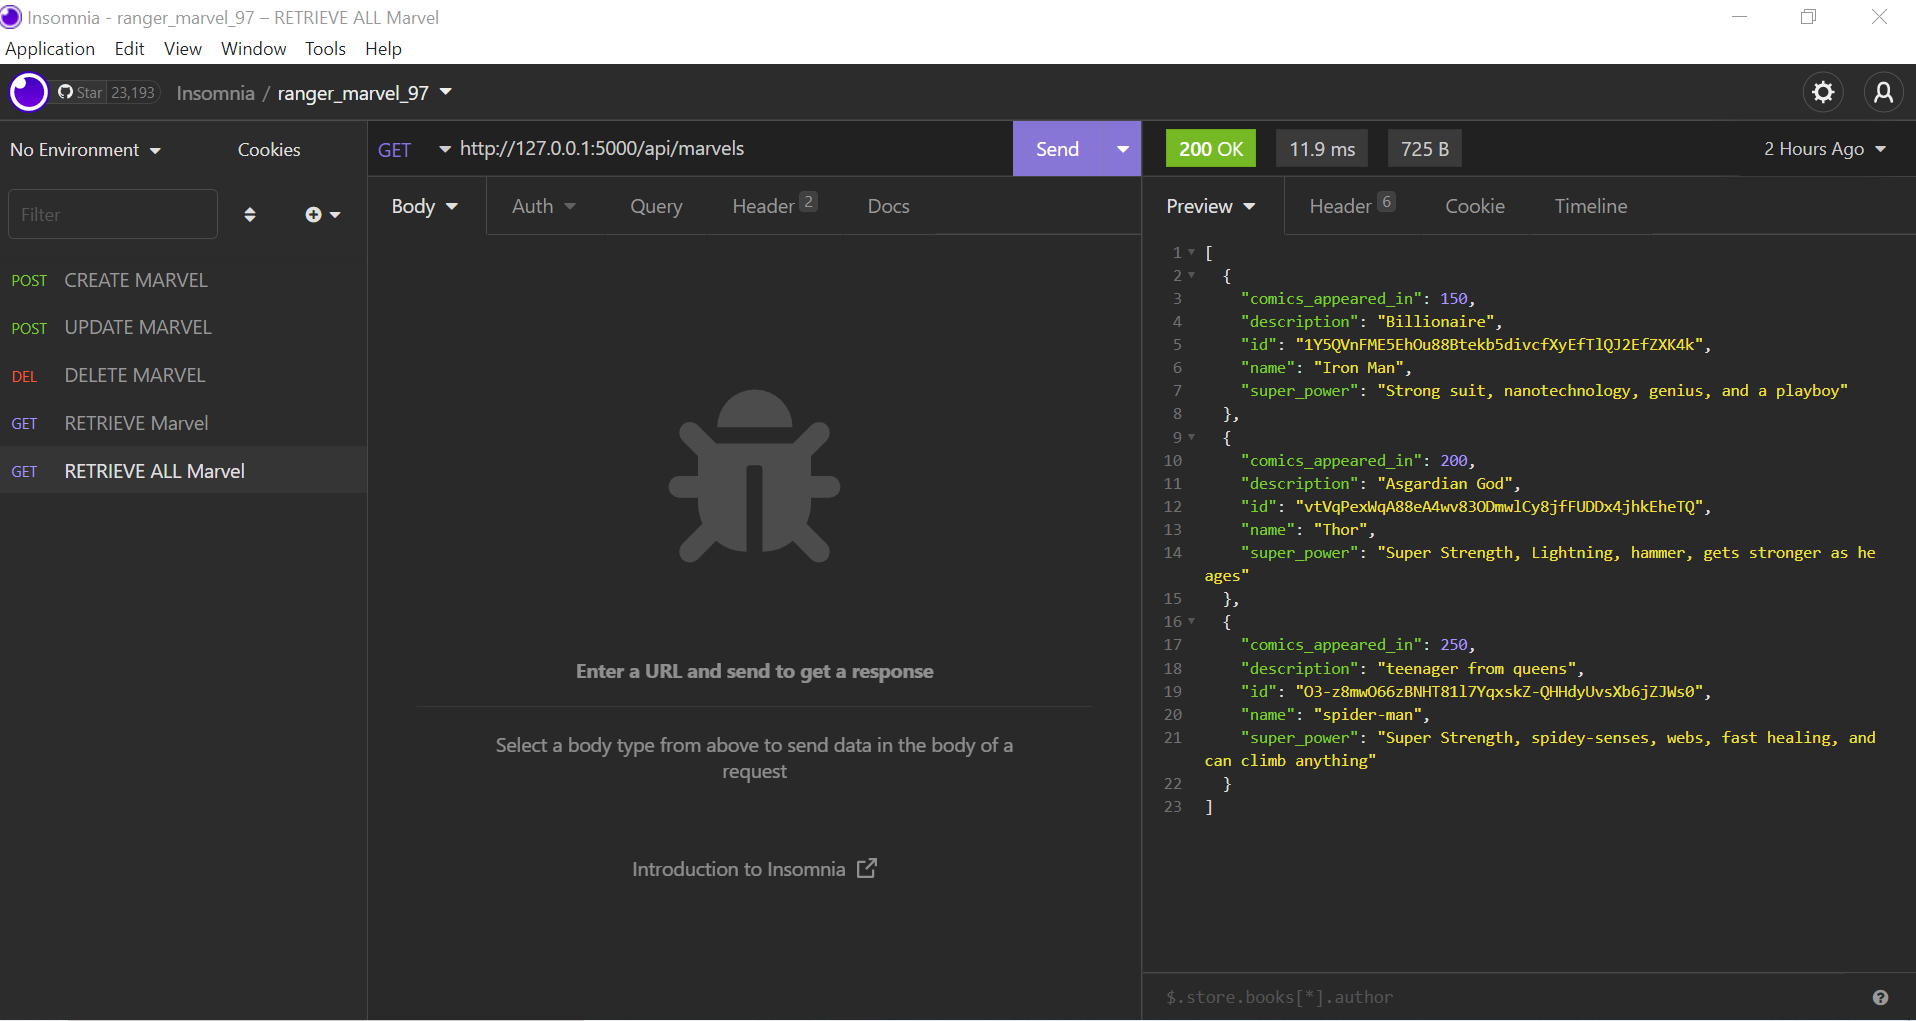 Insomnia - ranger_marvel_97 – RETRIEVE ALL Marvel
Application Edit View Window Tools Help
Star 23,193 Insomnia / ranger_marvel_97
No Environment Cookies
Filter
POST CREATE MARVEL
POST UPDATE MARVEL
DEL DELETE MARVEL
GET RETRIEVE Marvel
GET RETRIEVE ALL Marvel
GET http://127.0.0.1:5000/api/marvels Send
Body Auth Query Header 2 Docs
Enter a URL and send to get a response
Select a body type from above to send data in the body of a
request
Introduction to Insomnia
200 OK 11.9 ms 725 B 2 Hours Ago
Preview Header 6 Cookie Timeline
1 [
2 {
3 "comics_appeared_in": 150,
4 "description": "Billionaire",
5 "id": "1Y5QVnFME5EhOu88Btekb5divcfXyEfTlQJ2EfZXK4k",
6 "name": "Iron Man",
7 "super_power": "Strong suit, nanotechnology, genius, and a playboy"
8 },
9 {
10 "comics_appeared_in": 200,
11 "description": "Asgardian God",
12 "id": "vtVqPexWqA88eA4wv83ODmwlCy8jfFUDDx4jhkEheTQ",
13 "name": "Thor",
14 "super_power": "Super Strength, Lightning, hammer, gets stronger as he
ages"
15 },
16 {
17 "comics_appeared_in": 250,
18 "description": "teenager from queens",
19 "id": "O3-z8mwO66zBNHT81l7YqxskZ-QHHdyUvsXb6jZJWs0",
20 "name": "spider-man",
21 "super_power": "Super Strength, spidey-senses, webs, fast healing, and
can climb anything"
22 }
23 ]
$.store.books[*].author